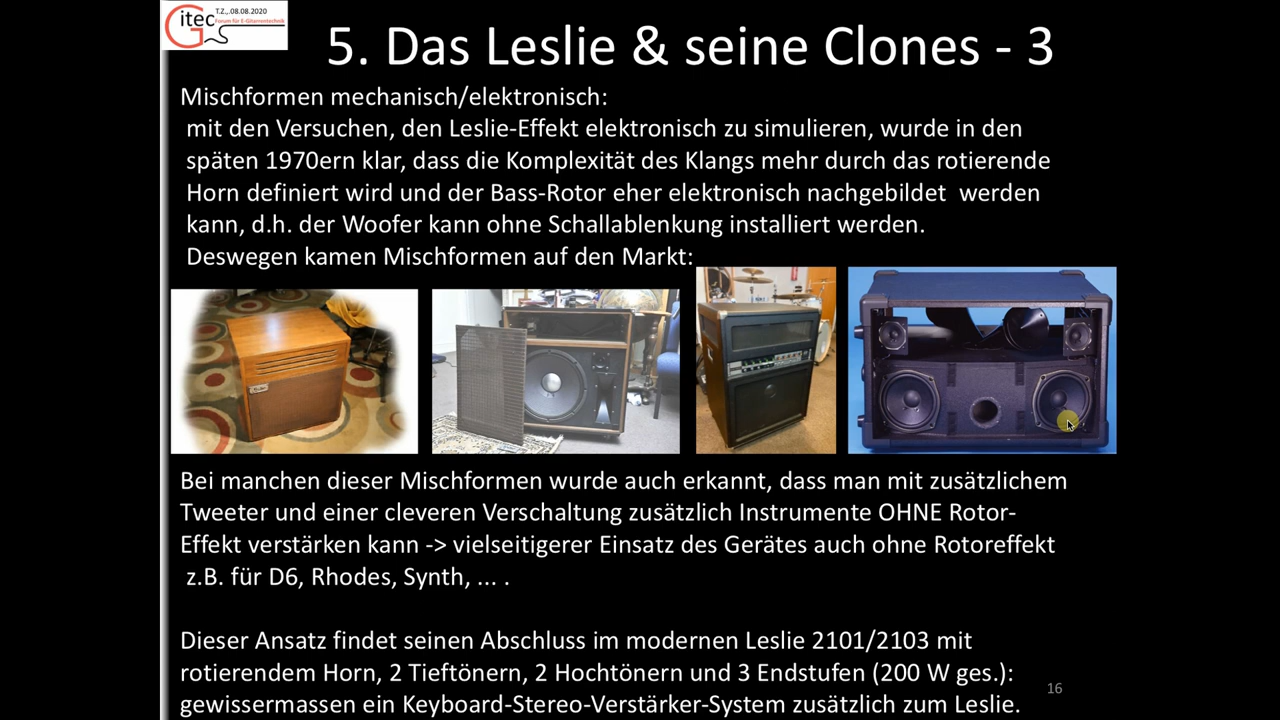 Gitec
T.Z.,.08.08.2020
Forum für E-Gitarrentechnik
5. Das Leslie & seine Clones - 3
Mischformen mechanisch/elektronisch:
mit den Versuchen, den Leslie-Effekt elektronisch zu simulieren, wurde in den
späten 1970ern klar, dass die Komplexität des Klangs mehr durch das rotierende
Horn definiert wird und der Bass-Rotor eher elektronisch nachgebildet werden
kann, d.h. der Woofer kann ohne Schallablenkung installiert werden.
Deswegen kamen Mischformen auf den Markt:
Bei manchen dieser Mischformen wurde auch erkannt, dass man mit zusätzlichem
Tweeter und einer cleveren Verschaltung zusätzlich Instrumente OHNE Rotor-
Effekt verstärken kann -> vielseitigerer Einsatz des Gerätes auch ohne Rotoreffekt
z.B. für D6, Rhodes, Synth, ... .
Dieser Ansatz findet seinen Abschluss im modernen Leslie 2101/2103 mit
rotierendem Horn, 2 Tieftönern, 2 Hochtönern und 3 Endstufen (200 W ges.):
gewissermassen ein Keyboard-Stereo-Verstärker-System zusätzlich zum Leslie.
16